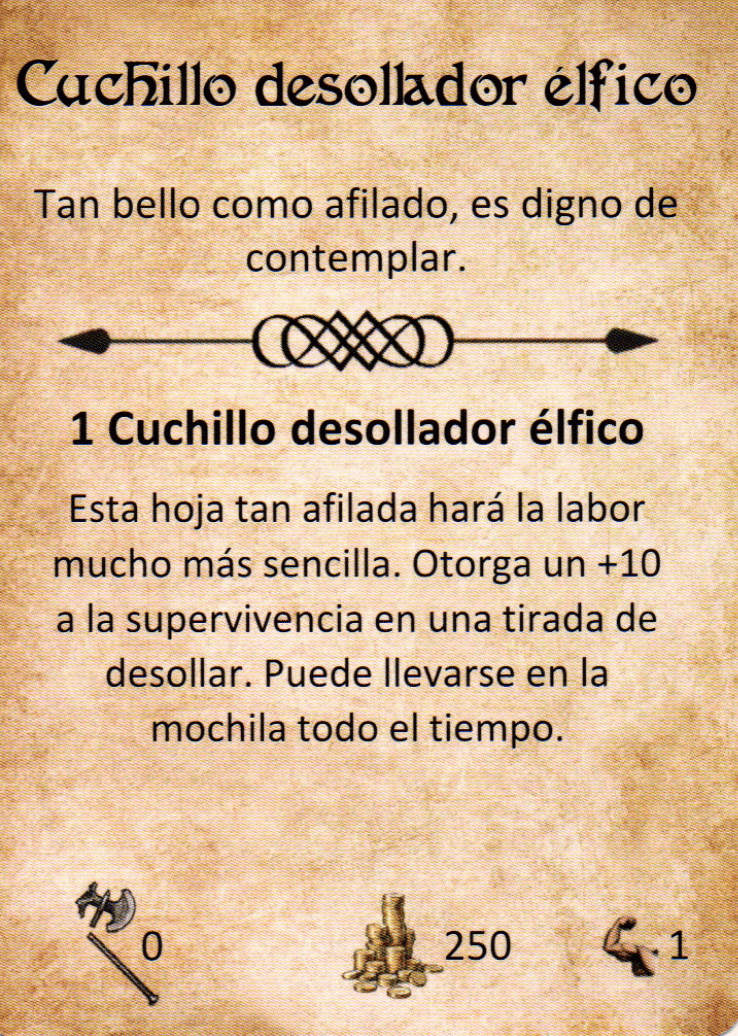 Cuchillo desollador élfico
Tan bello como afilado, es digno de
contemplar.
1 Cuchillo desollador élfico
Esta hoja tan afilada hará la labor
mucho más sencilla. Otorga un +10
a la supervivencia en una tirada de
desollar. Puede llevarse en la
mochila todo el tiempo.
0 250 1